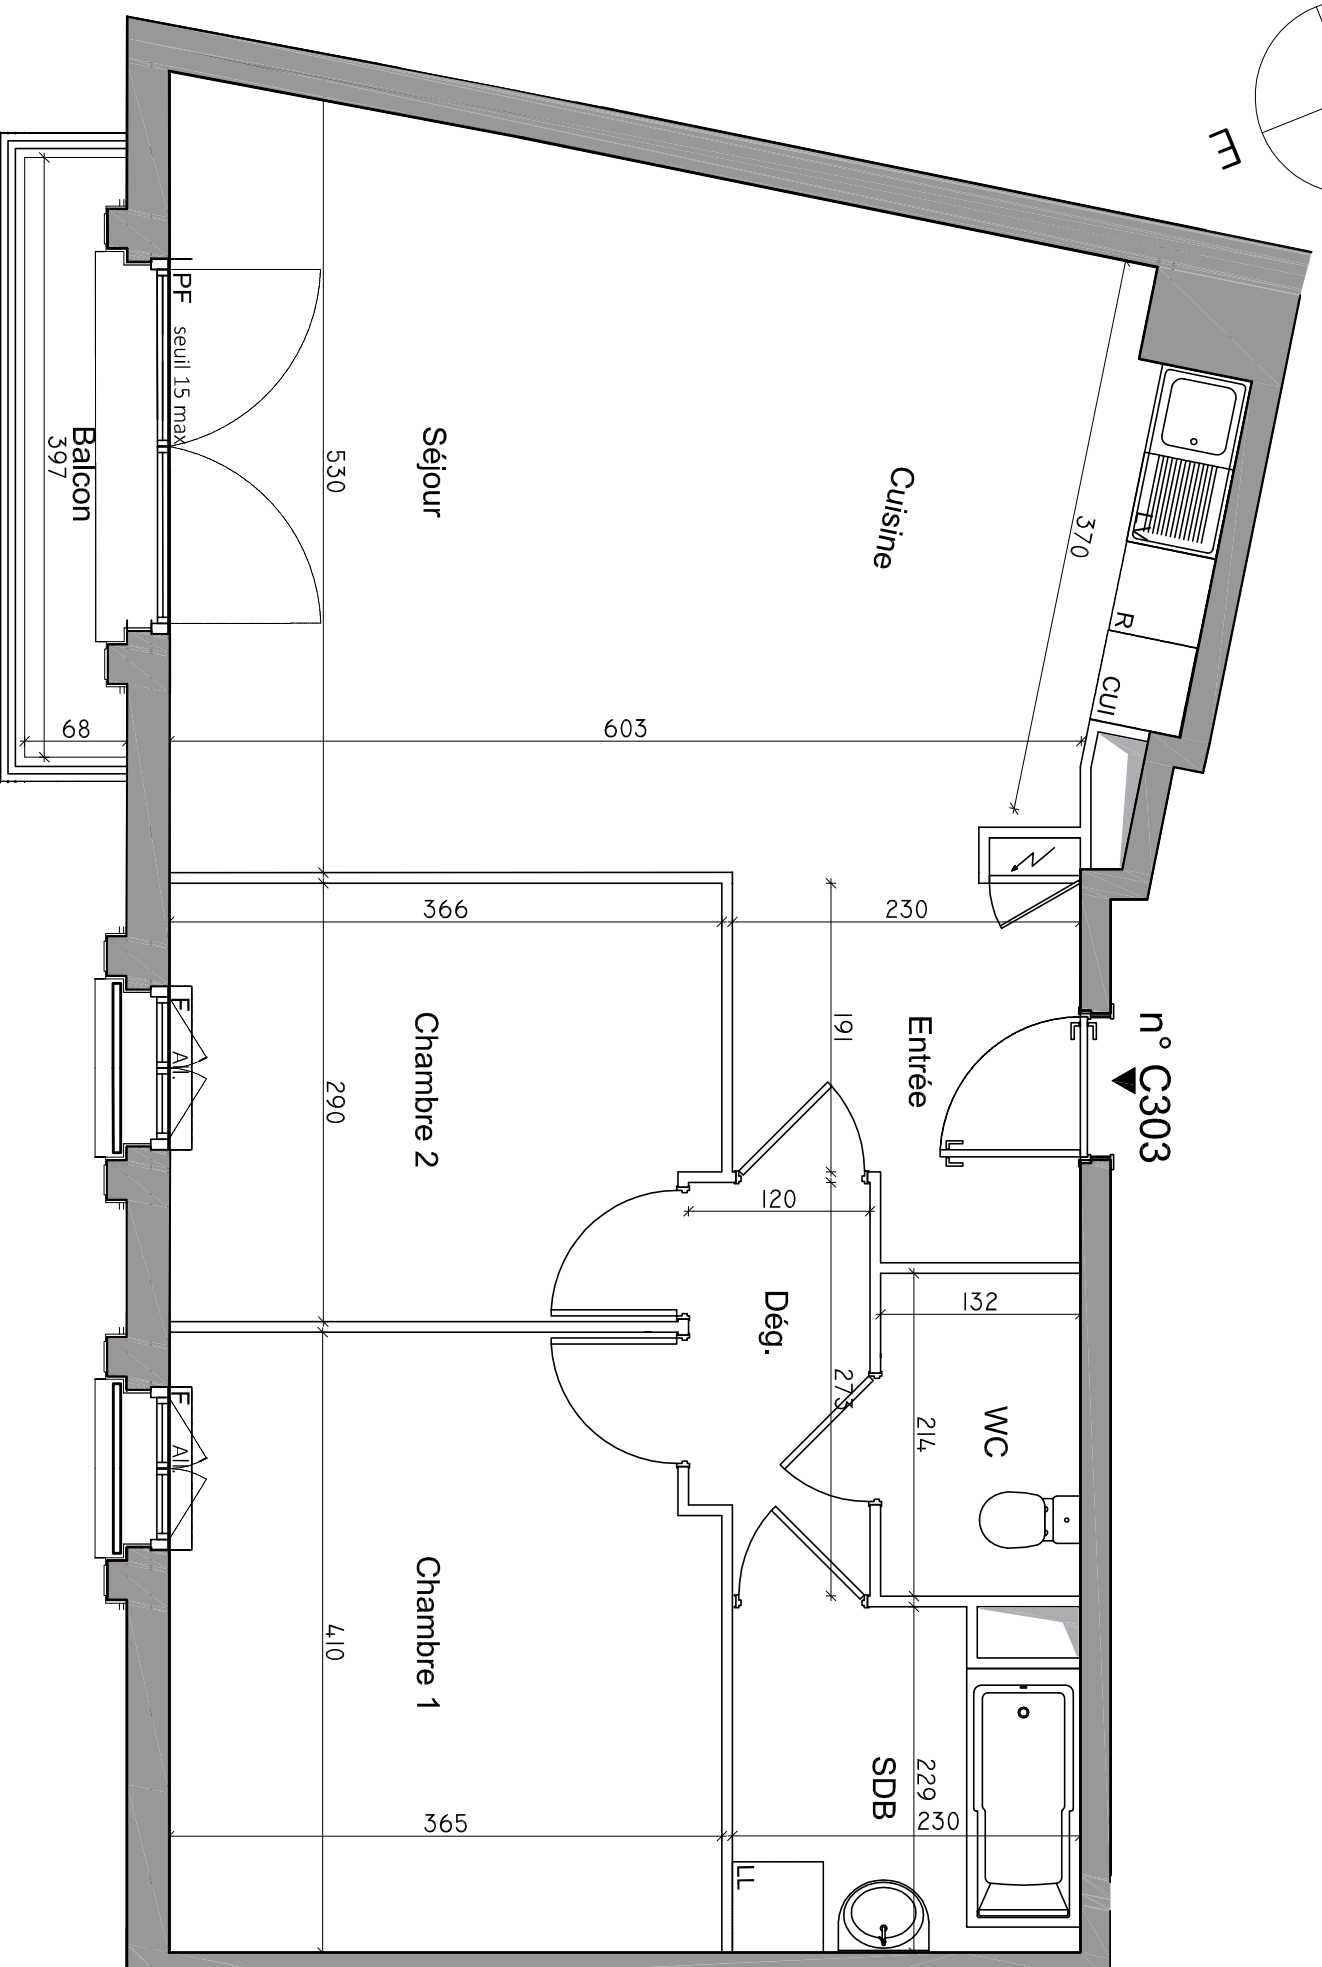 E
PF
seuil 15 max
Balcon
397
68
530
Séjour
Cuisine
370
R
CUI
603
366
230
191
Entrée
n° C303
Chambre 2
290
F
All.
120
Dég.
273
132
214
WC
F
All.
Chambre 1
410
365
SDB
229
230
LL